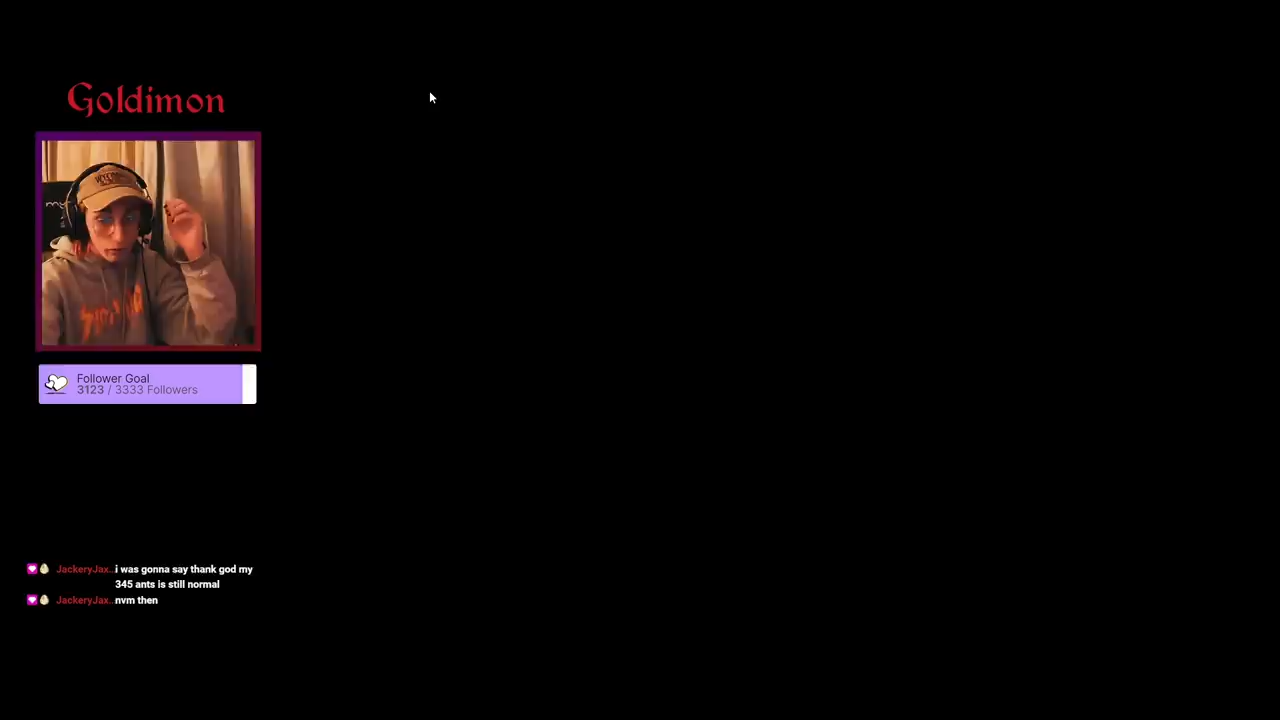 Goldimon
Follower Goal
3123 / 3333 Followers
JackeryJax.. i was gonna say thank god my
345 ants is still normal
JackeryJax.. nvm then